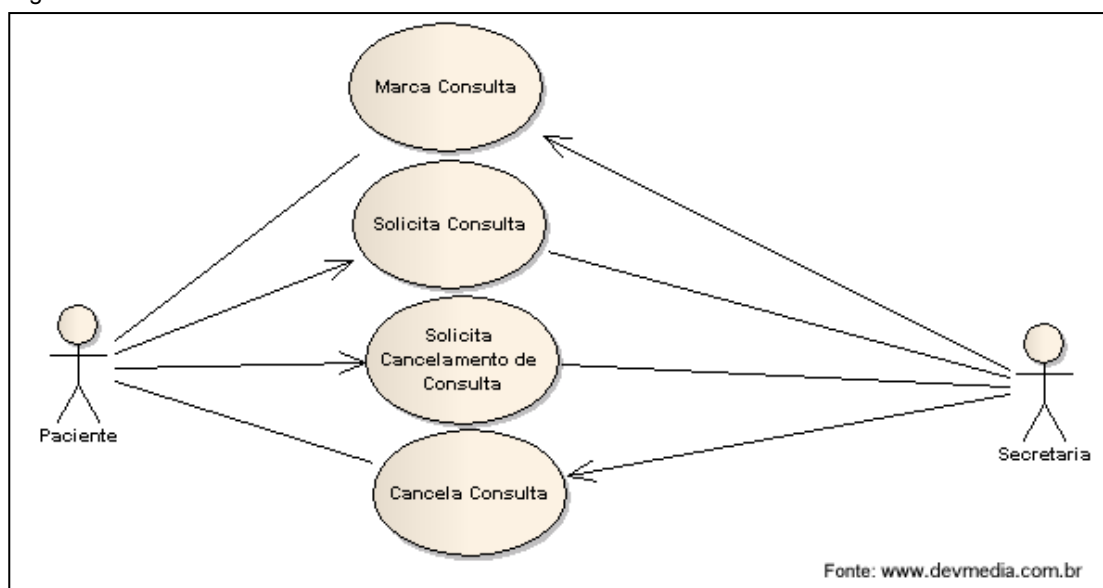 Marca Consulta
Solicita Consulta
Solicita
Cancelamento de
Consulta
Paciente
Secretaria
Cancela Consulta
Fonte: www.devmedia.com.br